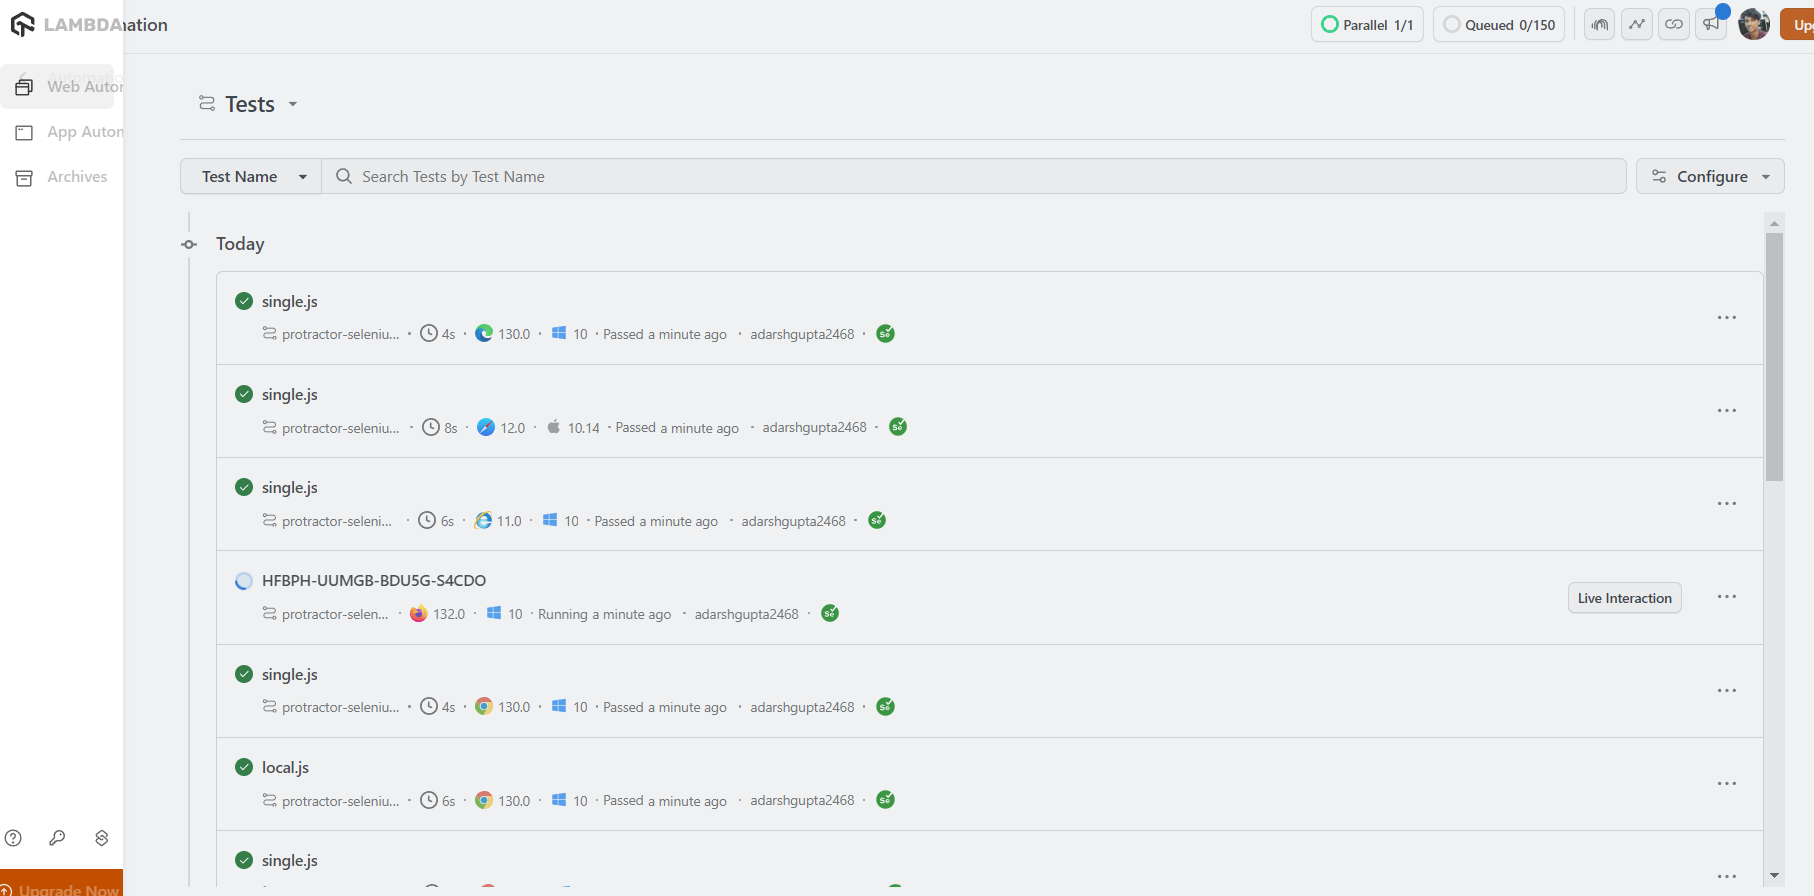 LAMBDA
nation
Parallel 1/1
Queued 0/150
Upg
Automatio
Web Autor
App Autom
Archives
Tests
Test Name
Search Tests by Test Name
Configure
Today
single.js
protractor-seleniu... · 4s · 130.0 · 10 · Passed a minute ago · adarshgupta2468 ·
single.js
protractor-seleniu... · 8s · 12.0 · 10.14 · Passed a minute ago · adarshgupta2468 ·
single.js
protractor-seleni... · 6s · 11.0 · 10 · Passed a minute ago · adarshgupta2468 ·
HFBPH-UUMGB-BDU5G-S4CDO
protractor-selen... · 132.0 · 10 · Running a minute ago · adarshgupta2468 ·
Live Interaction
single.js
protractor-seleniu... · 4s · 130.0 · 10 · Passed a minute ago · adarshgupta2468 ·
local.js
protractor-seleniu... · 6s · 130.0 · 10 · Passed a minute ago · adarshgupta2468 ·
single.js
Upgrade Now